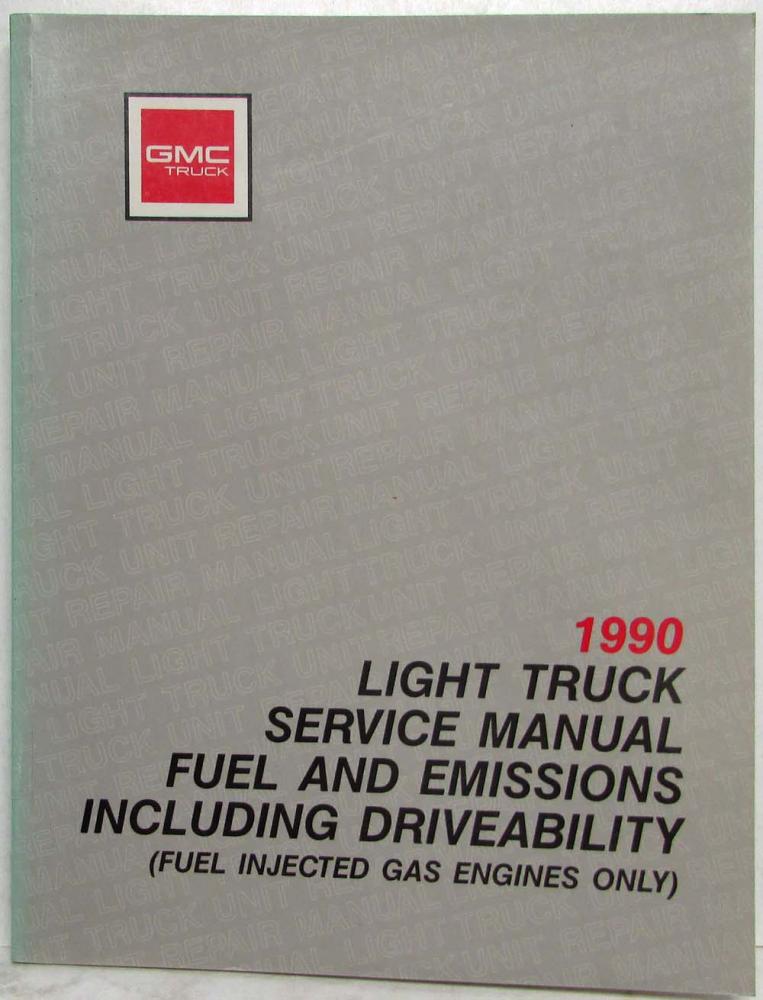 GMC
TRUCK
1990
LIGHT TRUCK
SERVICE MANUAL
FUEL AND EMISSIONS
INCLUDING DRIVEABILITY
(FUEL INJECTED GAS ENGINES ONLY)